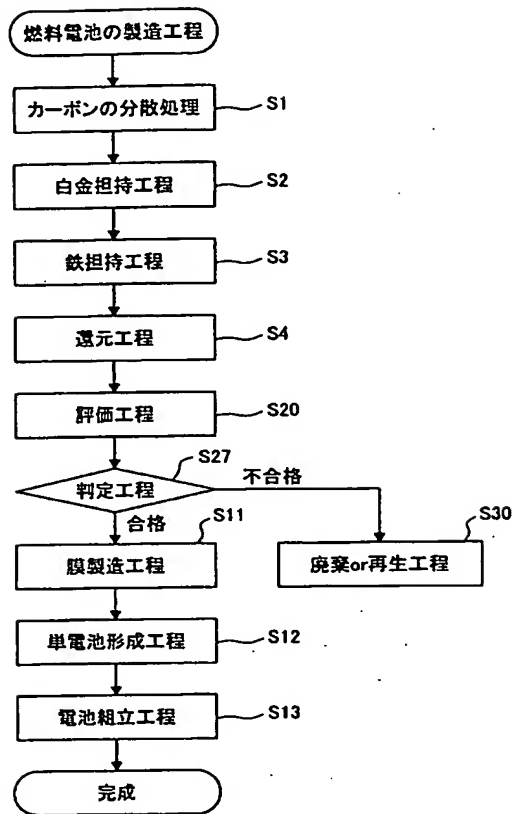 燃料電池の製造工程
カーボンの分散処理
S1
白金担持工程
S2
鉄担持工程
S3
還元工程
S4
評価工程
S20
S27
判定工程
不合格
合格
S11
S30
膜製造工程
廃棄or再生工程
単電池形成工程
S12
電池組立工程
S13
完成